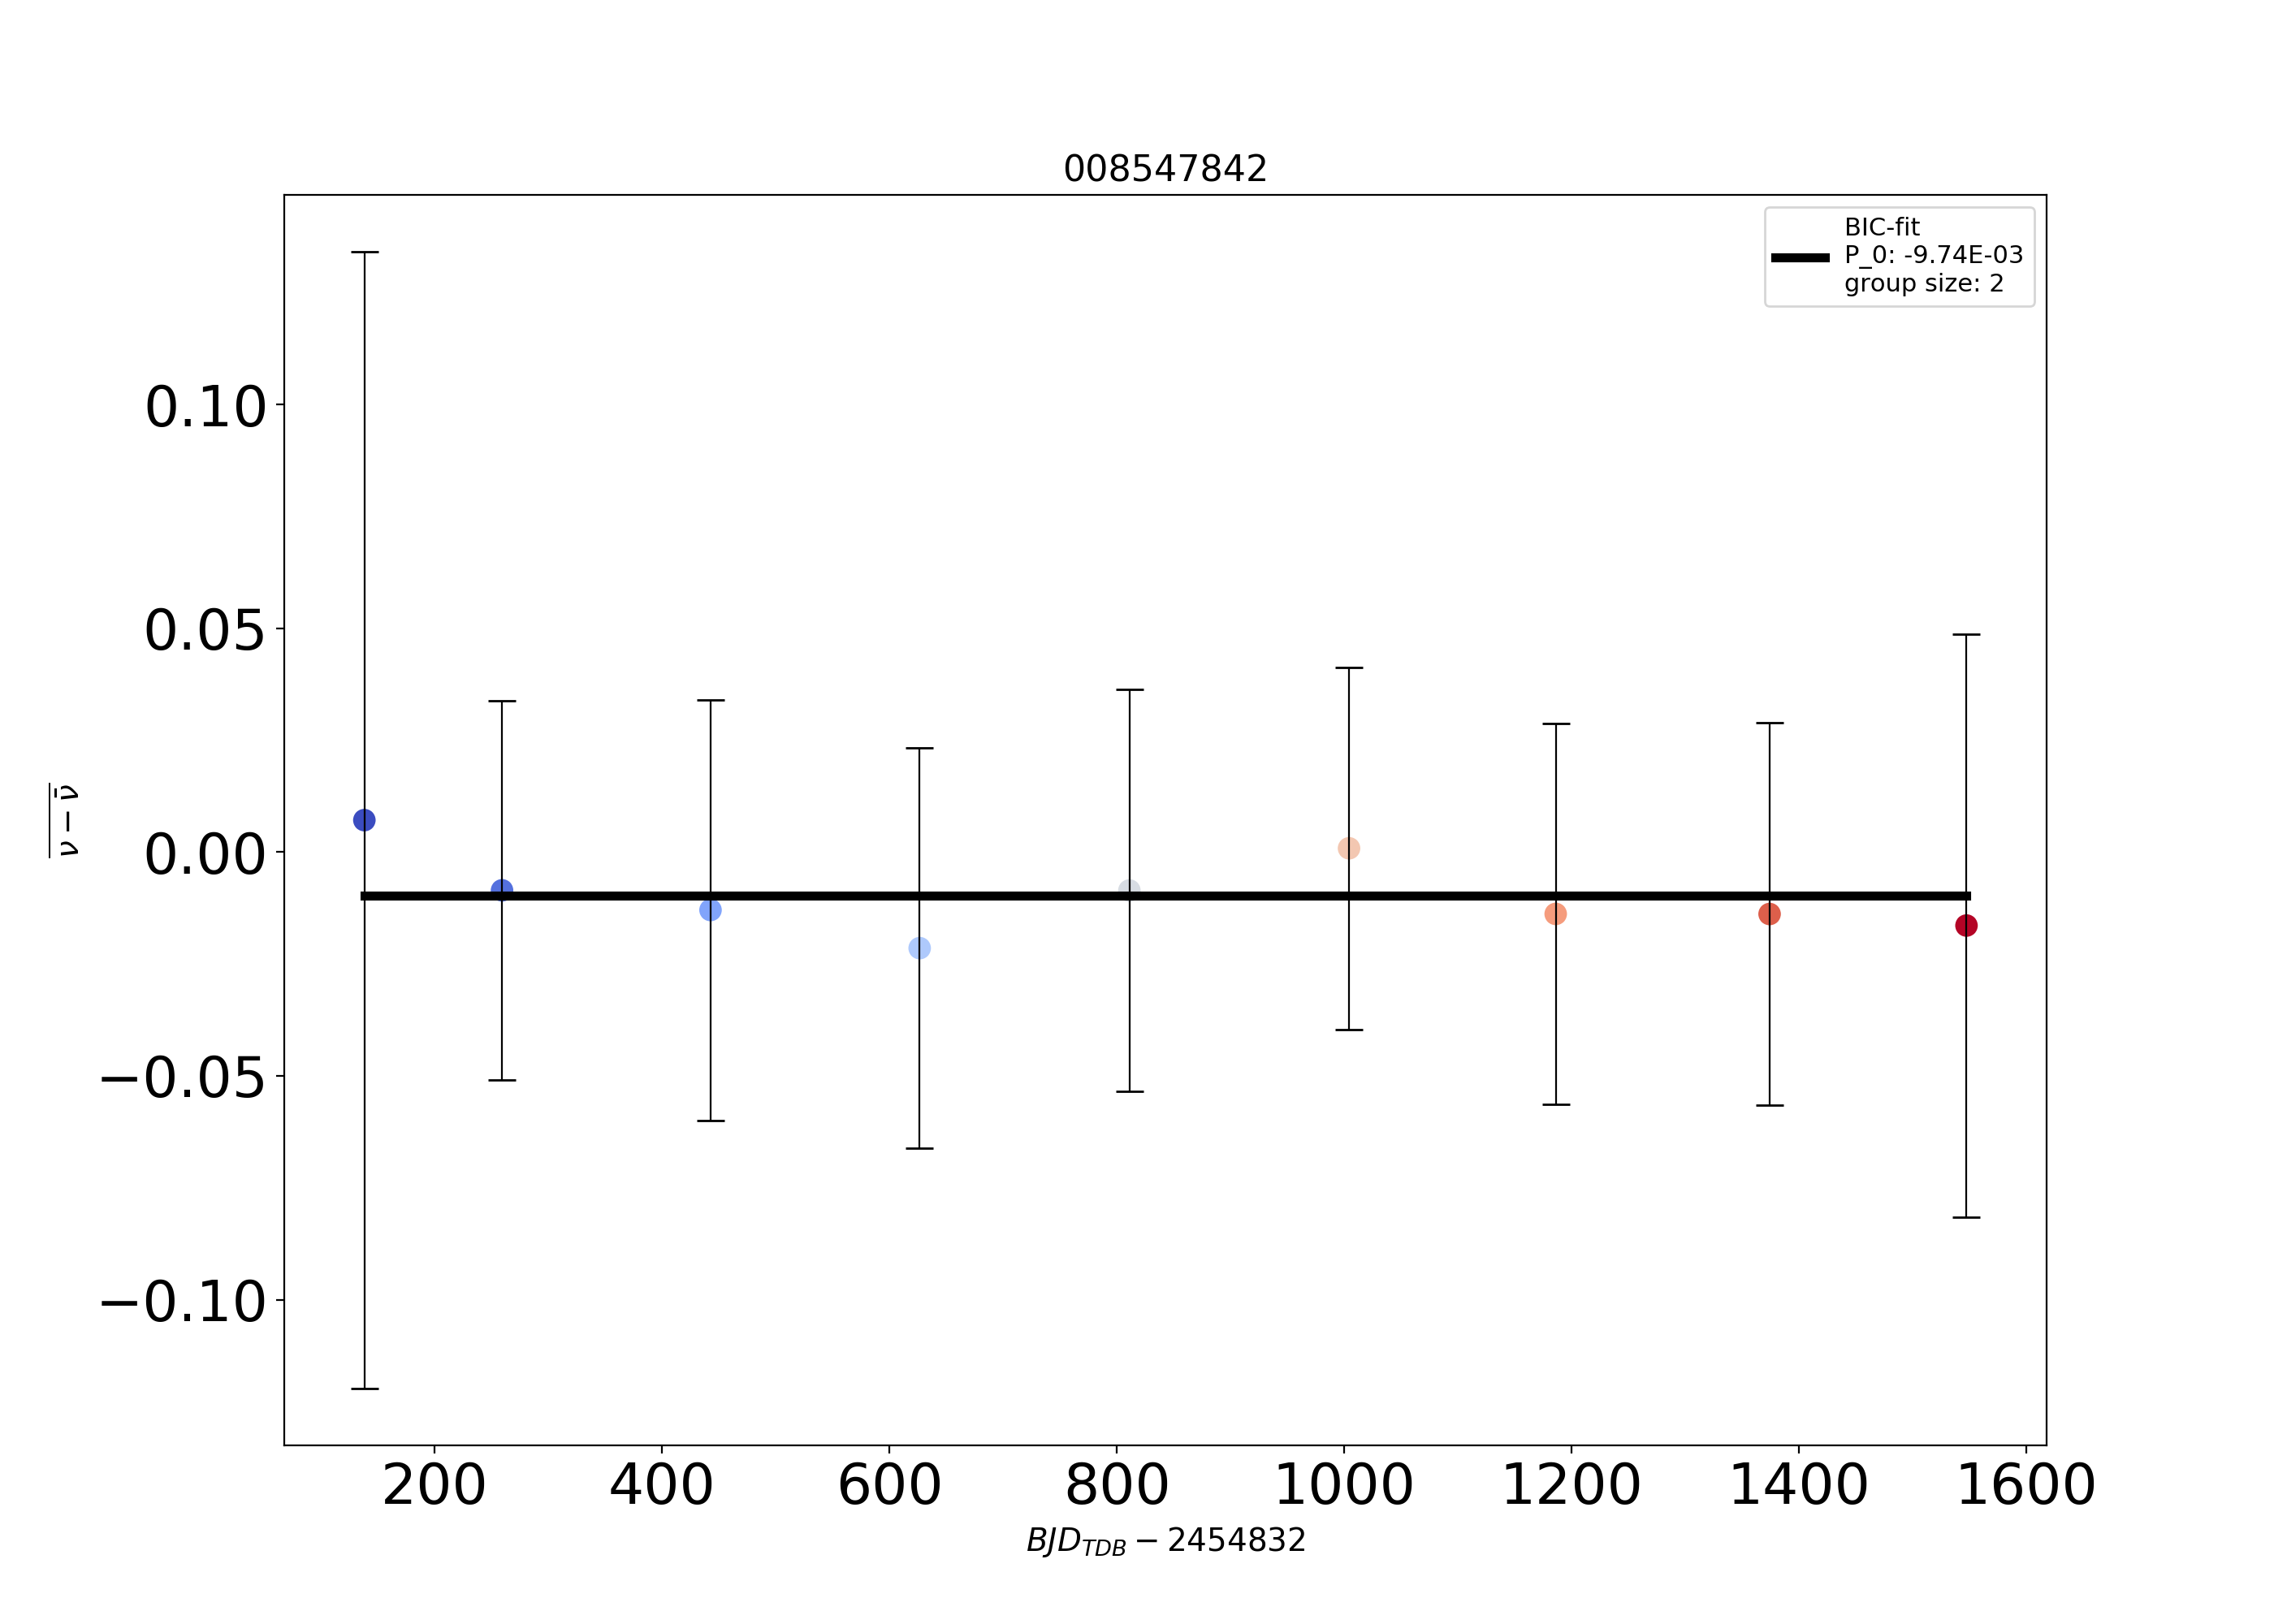 008547842
BIC-fit
P_0: -9.74E-03
group size: 2
0.10
0.05
0.00
−0.05
−0.10
ν − ν̄
200 400 600 800 1000 1200 1400 1600
BJD_TDB − 2454832